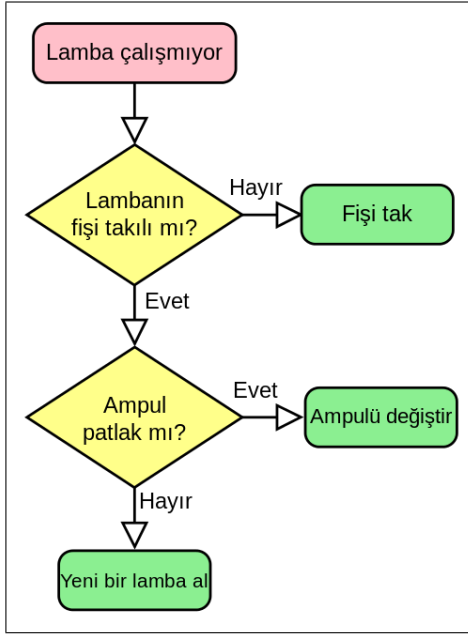 Lamba çalışmıyor
Lambanın
fişi takılı mı?
Hayır
Fişi tak
Evet
Ampul
patlak mı?
Evet
Ampulü değiştir
Hayır
Yeni bir lamba al